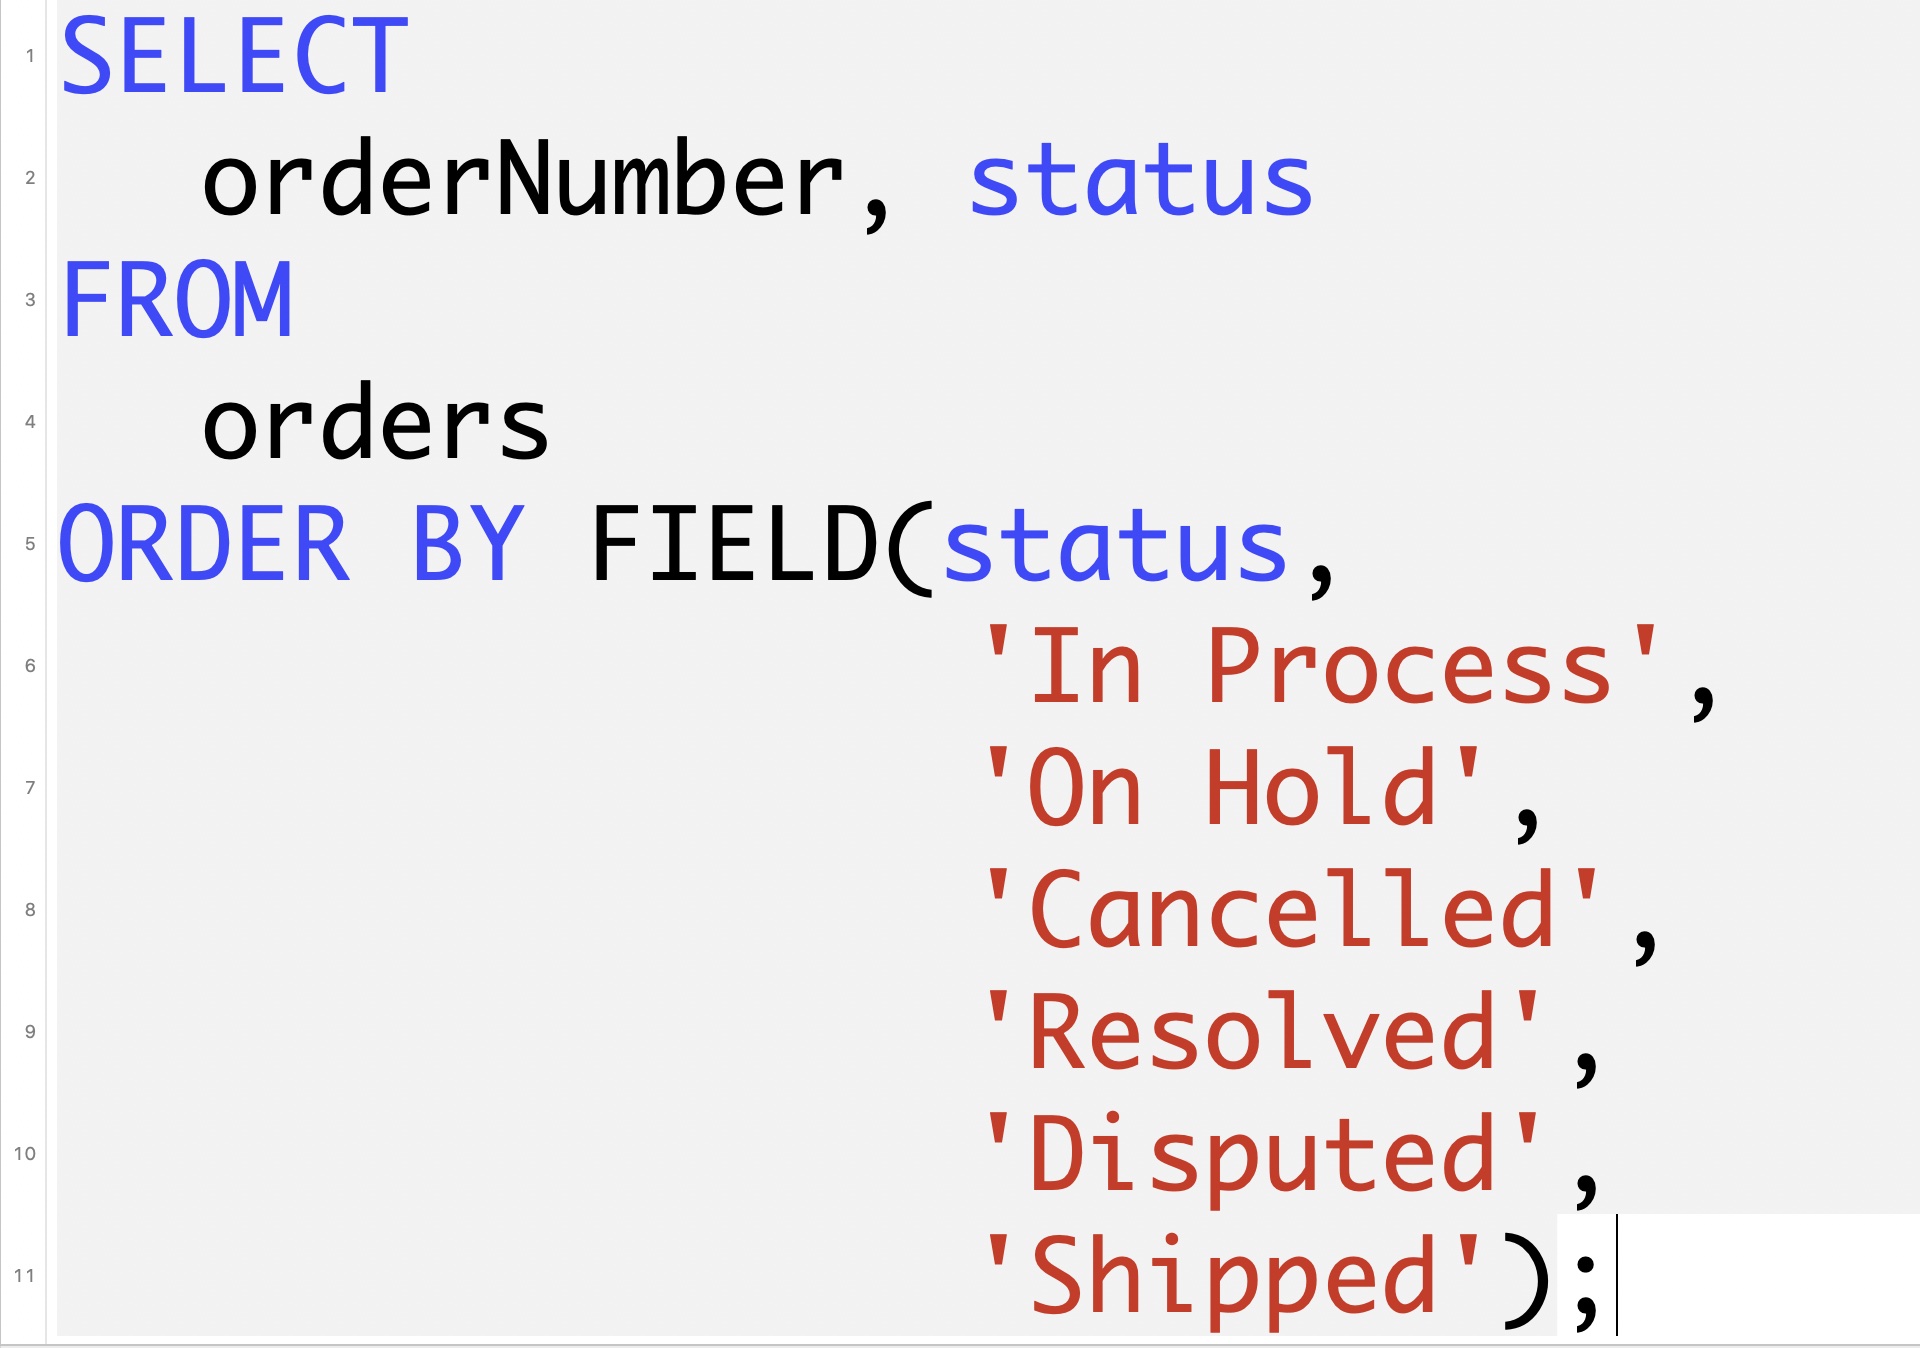 1 SELECT
2 orderNumber, status
3 FROM
4 orders
5 ORDER BY FIELD(status,
6 'In Process',
7 'On Hold',
8 'Cancelled',
9 'Resolved',
10 'Disputed',
11 'Shipped');